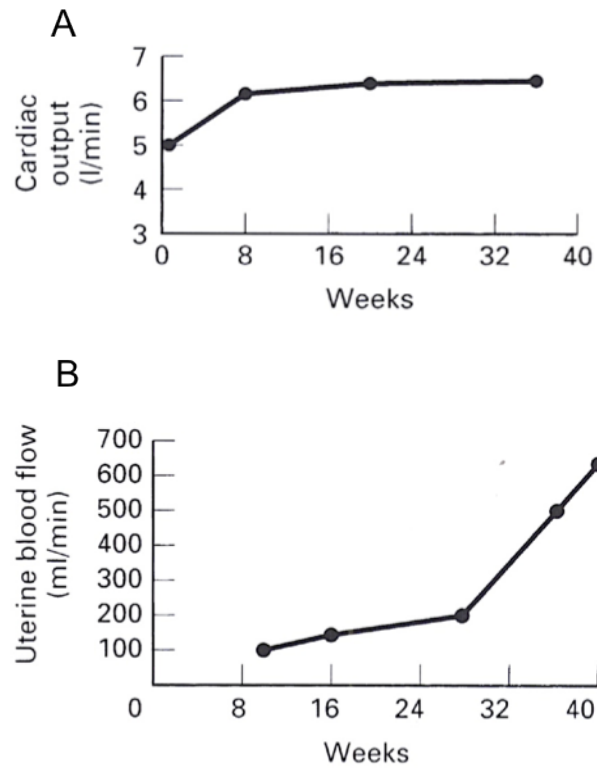 A
Cardiac
output
(l/min)
7
6
5
4
3
0 8 16 24 32 40
Weeks
B
Uterine blood flow
(ml/min)
700
600
500
400
300
200
100
0 8 16 24 32 40
Weeks